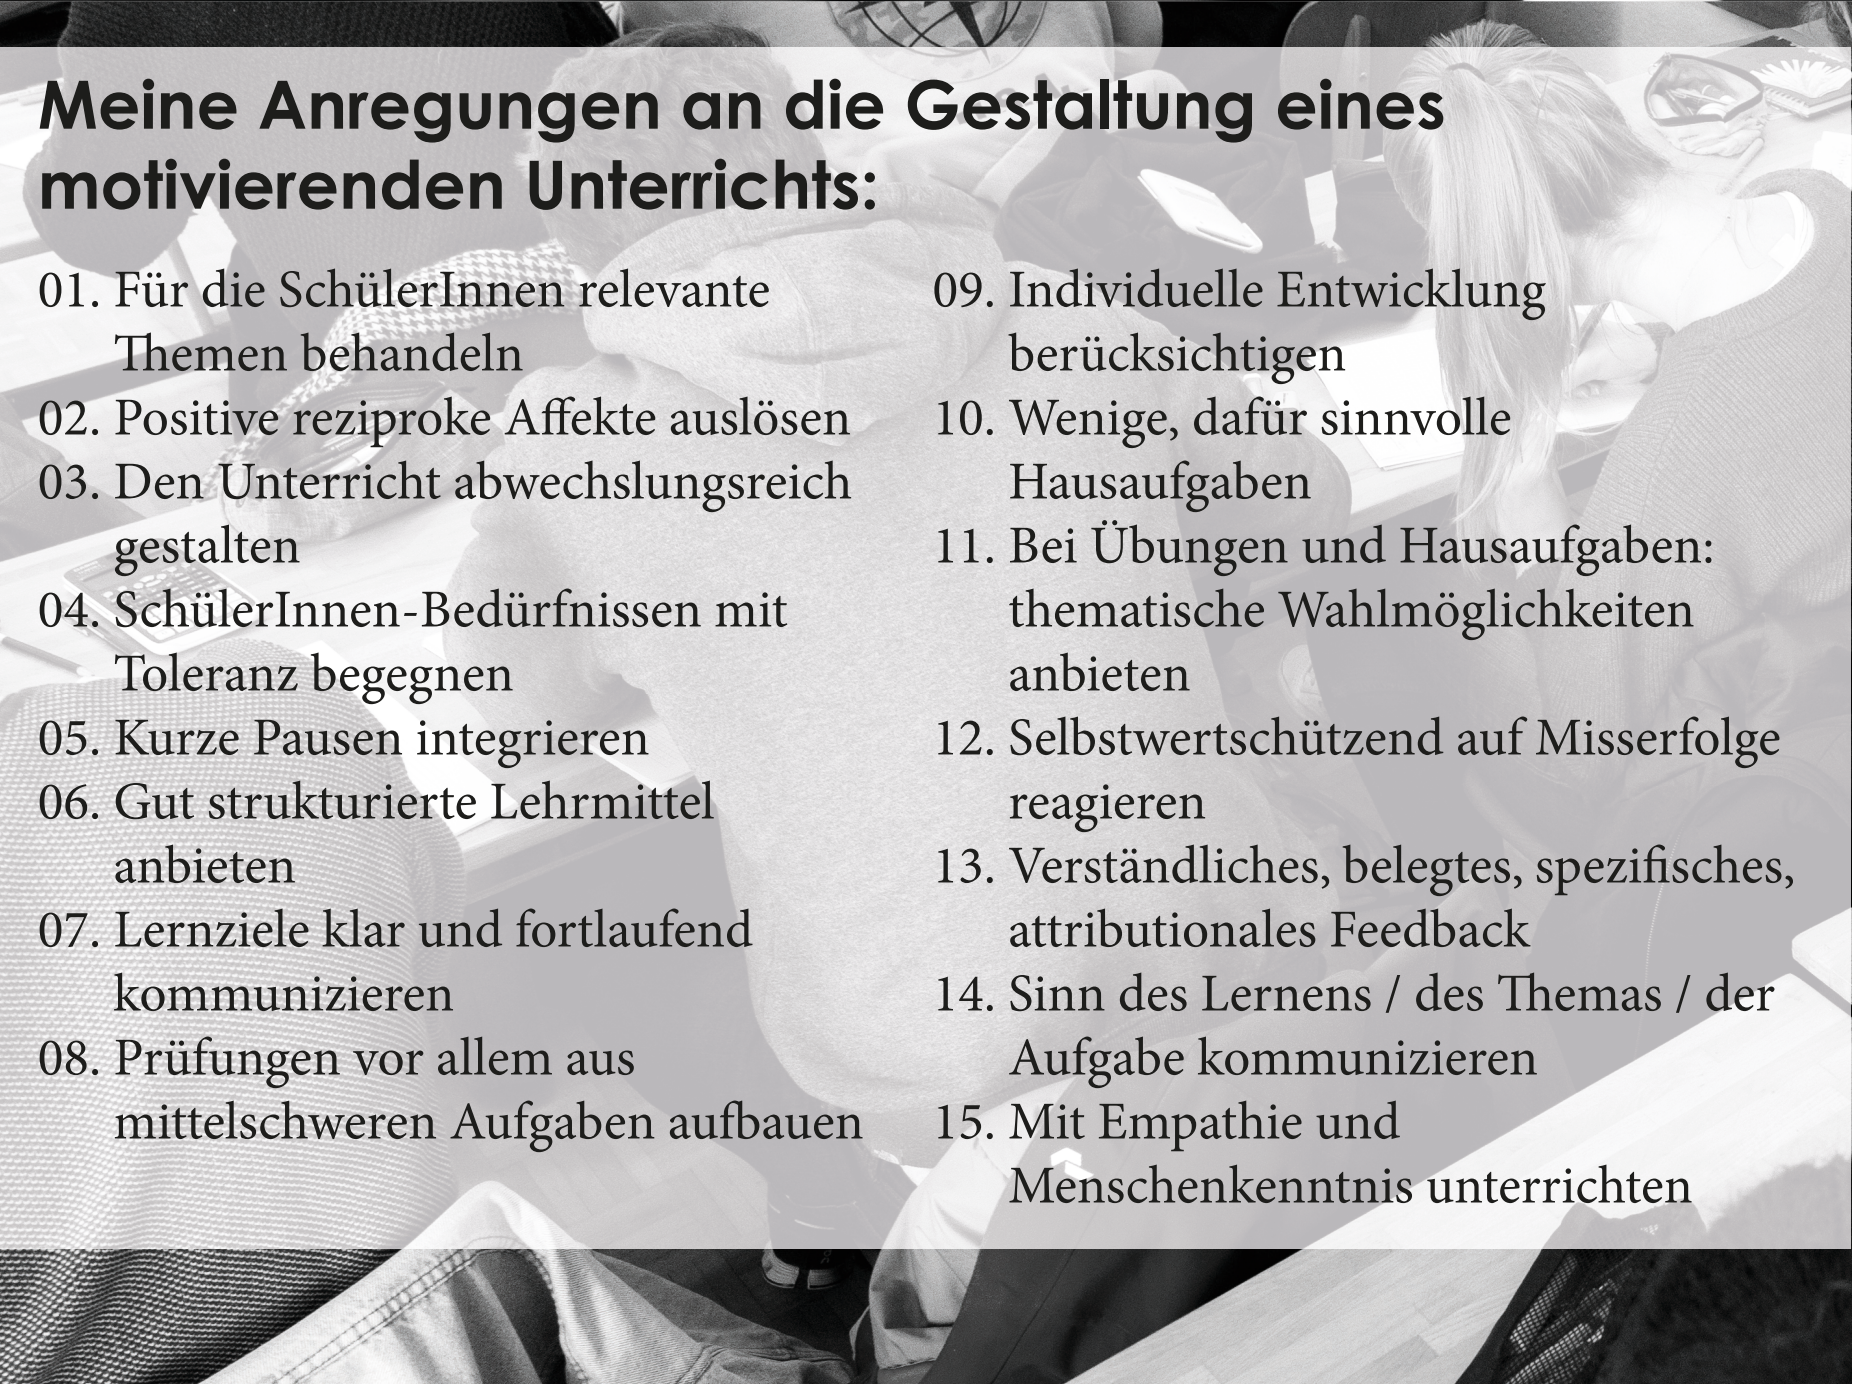 Meine Anregungen an die Gestaltung eines
motivierenden Unterrichts:
01. Für die SchülerInnen relevante
Themen behandeln
02. Positive reziproke Affekte auslösen
03. Den Unterricht abwechslungsreich
gestalten
04. SchülerInnen-Bedürfnissen mit
Toleranz begegnen
05. Kurze Pausen integrieren
06. Gut strukturierte Lehrmittel
anbieten
07. Lernziele klar und fortlaufend
kommunizieren
08. Prüfungen vor allem aus
mittelschweren Aufgaben aufbauen
09. Individuelle Entwicklung
berücksichtigen
10. Wenige, dafür sinnvolle
Hausaufgaben
11. Bei Übungen und Hausaufgaben:
thematische Wahlmöglichkeiten
anbieten
12. Selbstwertschützend auf Misserfolge
reagieren
13. Verständliches, belegtes, spezifisches,
attributionales Feedback
14. Sinn des Lernens / des Themas / der
Aufgabe kommunizieren
15. Mit Empathie und
Menschenkenntnis unterrichten